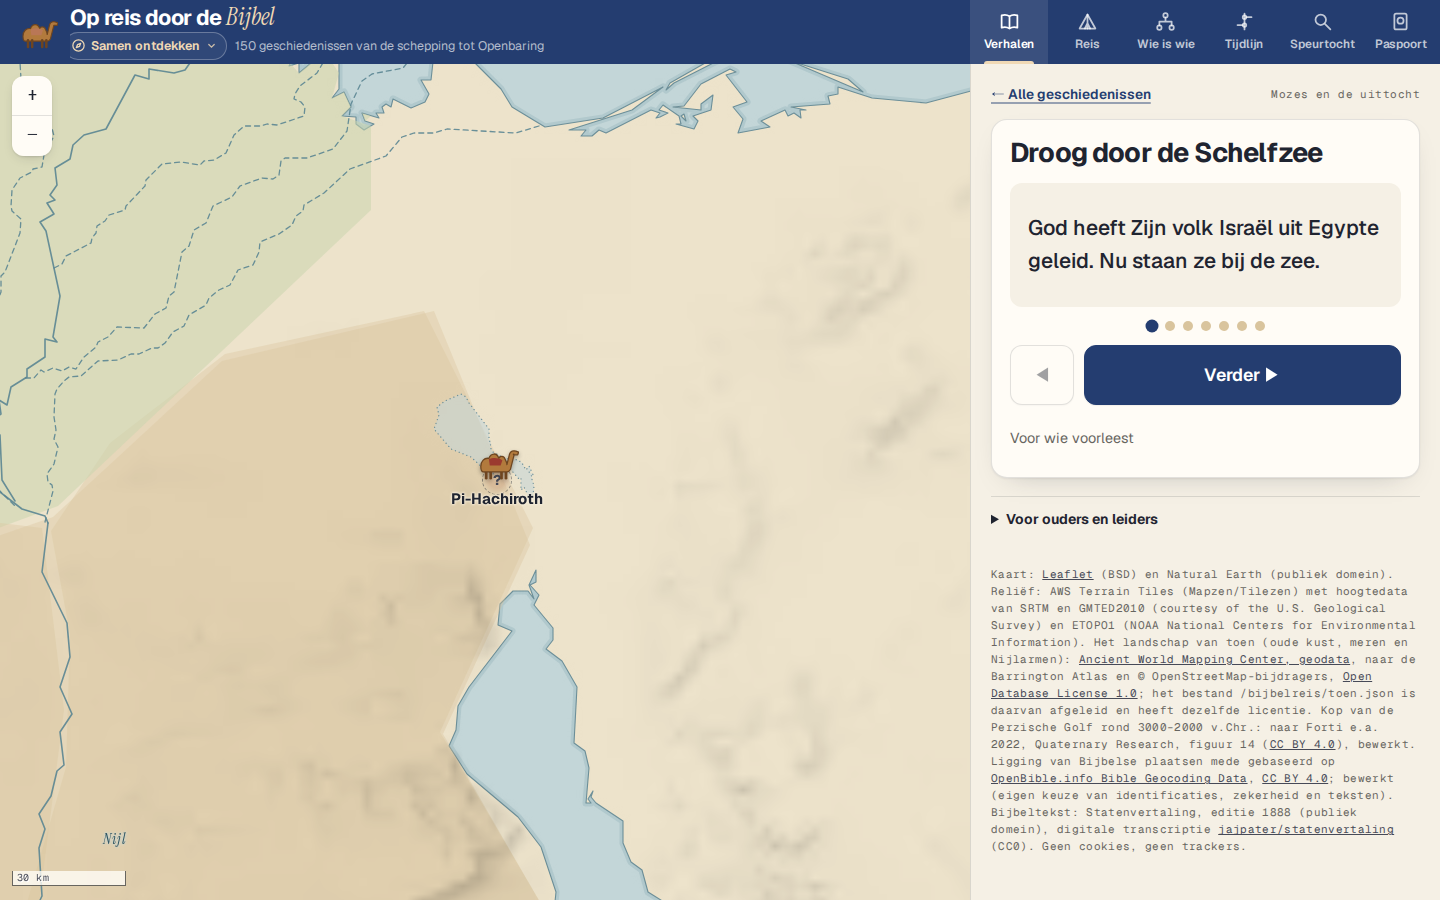 Op reis door de Bijbel
Samen ontdekken
150 geschiedenissen van de schepping tot Openbaring
Verhalen
Reis
Wie is wie
Tijdlijn
Speurtocht
Paspoort
+
−
Pi-Hachiroth
?
Nijl
30 km
← Alle geschiedenissen
Mozes en de uittocht
Droog door de Schelfzee
God heeft Zijn volk Israël uit Egypte
geleid. Nu staan ze bij de zee.
◀
Verder ▶
Voor wie voorleest
▶ Voor ouders en leiders
Kaart: Leaflet (BSD) en Natural Earth (publiek domein).
Reliëf: AWS Terrain Tiles (Mapzen/Tilezen) met hoogtedata
van SRTM en GMTED2010 (courtesy of the U.S. Geological
Survey) en ETOPO1 (NOAA National Centers for Environmental
Information). Het landschap van toen (oude kust, meren en
Nijlarmen): Ancient World Mapping Center, geodata, naar de
Barrington Atlas en © OpenStreetMap-bijdragers, Open
Database License 1.0; het bestand /bijbelreis/toen.json is
daarvan afgeleid en heeft dezelfde licentie. Kop van de
Perzische Golf rond 3000–2000 v.Chr.: naar Forti e.a.
2022, Quaternary Research, figuur 14 (CC BY 4.0), bewerkt.
Ligging van Bijbelse plaatsen mede gebaseerd op
OpenBible.info Bible Geocoding Data, CC BY 4.0; bewerkt
(eigen keuze van identificaties, zekerheid en teksten).
Bijbeltekst: Statenvertaling, editie 1888 (publiek
domein), digitale transcriptie jajpater/statenvertaling
(CC0). Geen cookies, geen trackers.